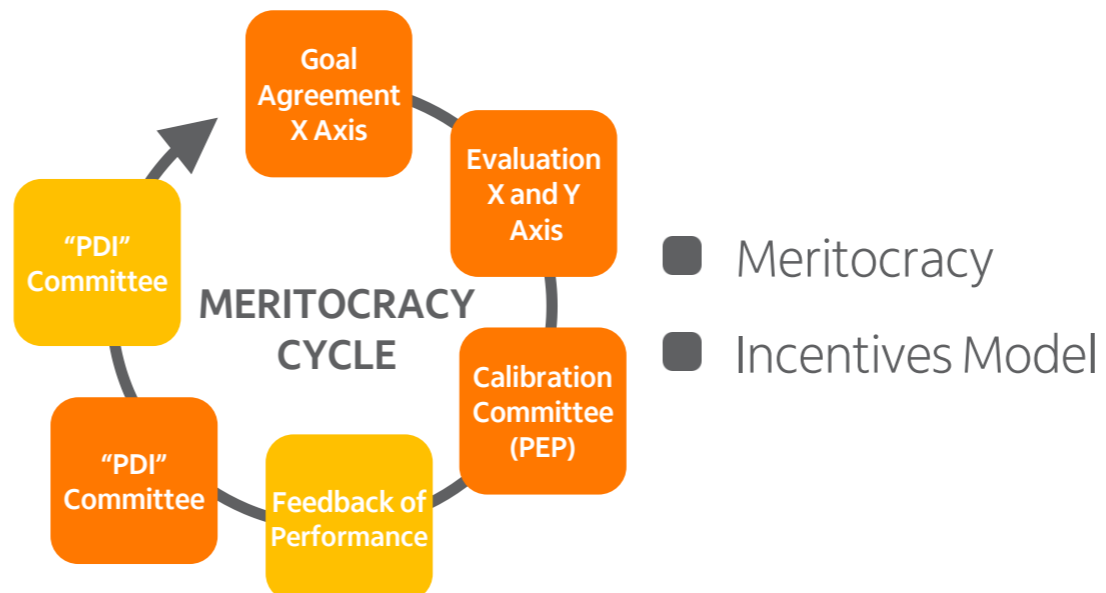 Goal
Agreement
X Axis
Evaluation
X and Y
Axis
Calibration
Committee
(PEP)
Feedback of
Performance
“PDI”
Committee
“PDI”
Committee
MERITOCRACY
CYCLE
Meritocracy
Incentives Model